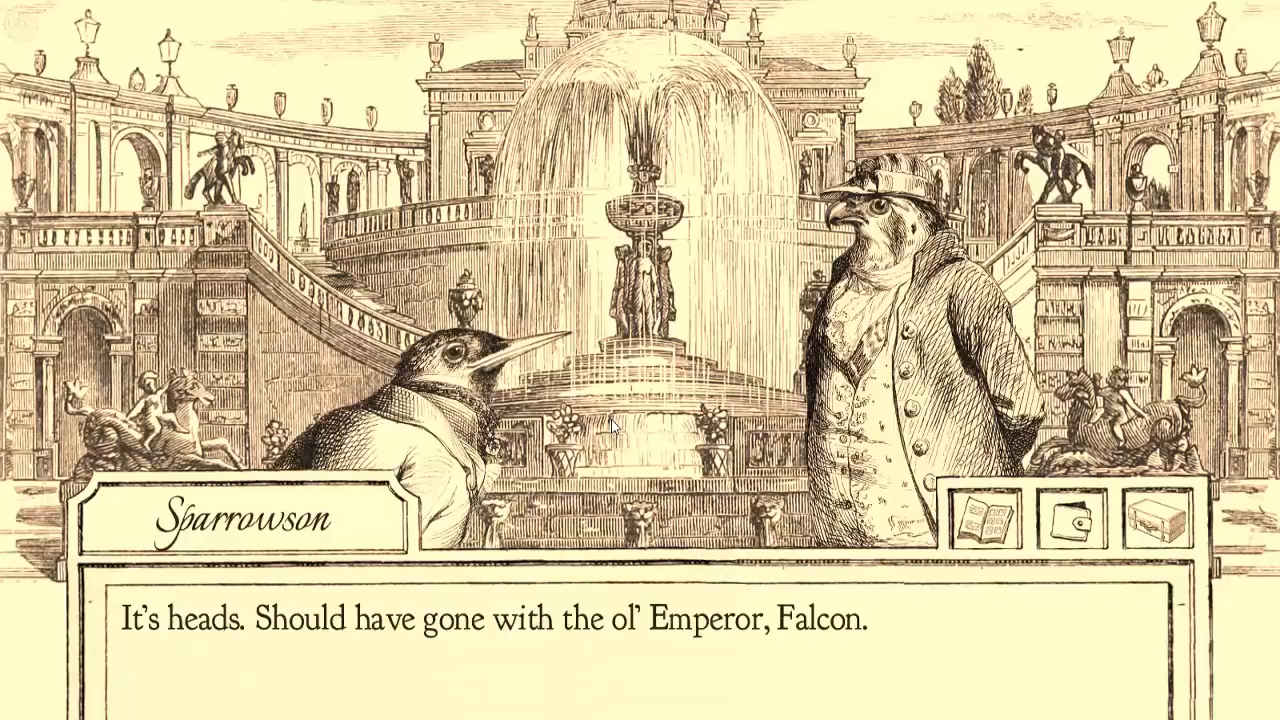 Sparrowson
It's heads. Should have gone with the ol' Emperor, Falcon.